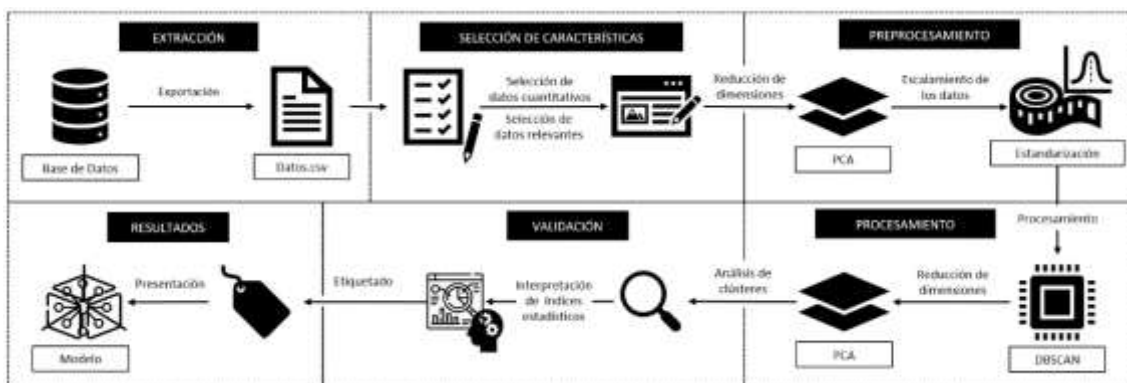 EXTRACCIÓN
Exportación
Base de Datos
Datos.csv
SELECCIÓN DE CARACTERÍSTICAS
Selección de
datos cuantitativos
Selección de
datos relevantes
Reducción de
dimensiones
PREPROCESAMIENTO
PCA
Escalamiento de
los datos
Estandarización
RESULTADOS
Presentación
Modelo
Etiquetado
VALIDACIÓN
Interpretación
de índices
estadísticos
Análisis de
clústeres
PROCESAMIENTO
PCA
Reducción de
dimensiones
Procesamiento
DBSCAN